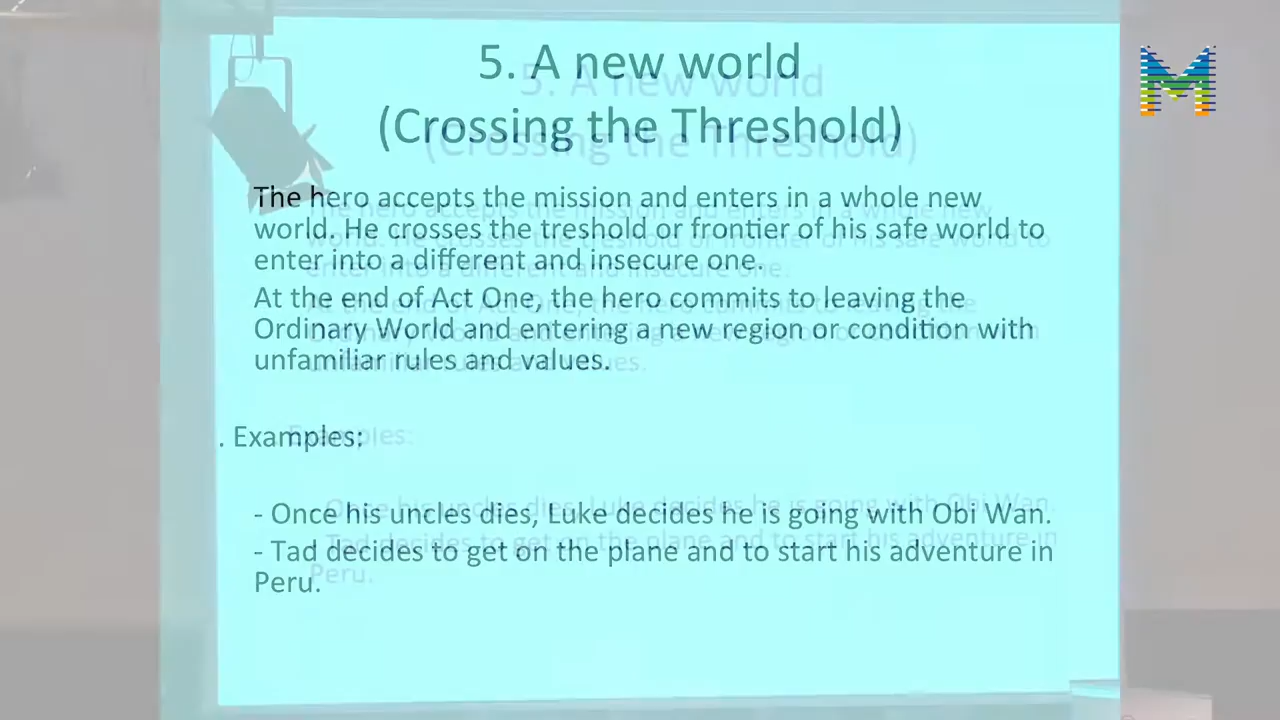 5. A new world
(Crossing the Threshold)
The hero accepts the mission and enters in a whole new
world. He crosses the treshold or frontier of his safe world to
enter into a different and insecure one.
At the end of Act One, the hero commits to leaving the
Ordinary World and entering a new region or condition with
unfamiliar rules and values.
. Examples:
- Once his uncles dies, Luke decides he is going with Obi Wan.
- Tad decides to get on the plane and to start his adventure in
Peru.
M